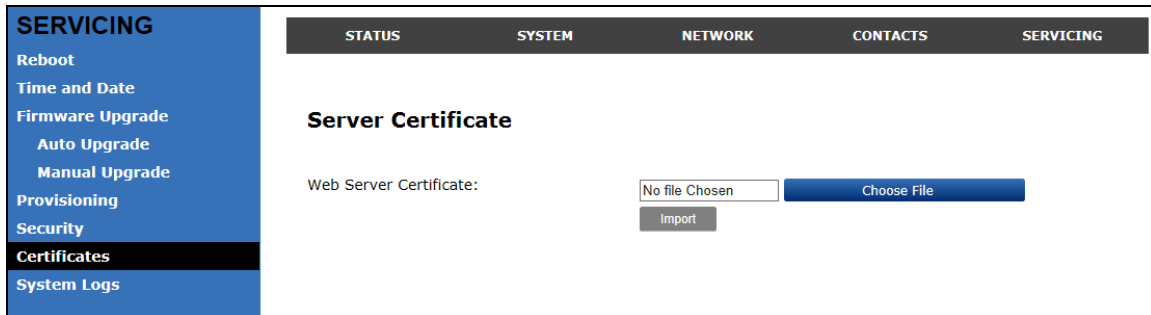 SERVICING
Reboot
Time and Date
Firmware Upgrade
Auto Upgrade
Manual Upgrade
Provisioning
Security
Certificates
System Logs
STATUS SYSTEM NETWORK CONTACTS SERVICING
Server Certificate
Web Server Certificate: No file Chosen Choose File
Import